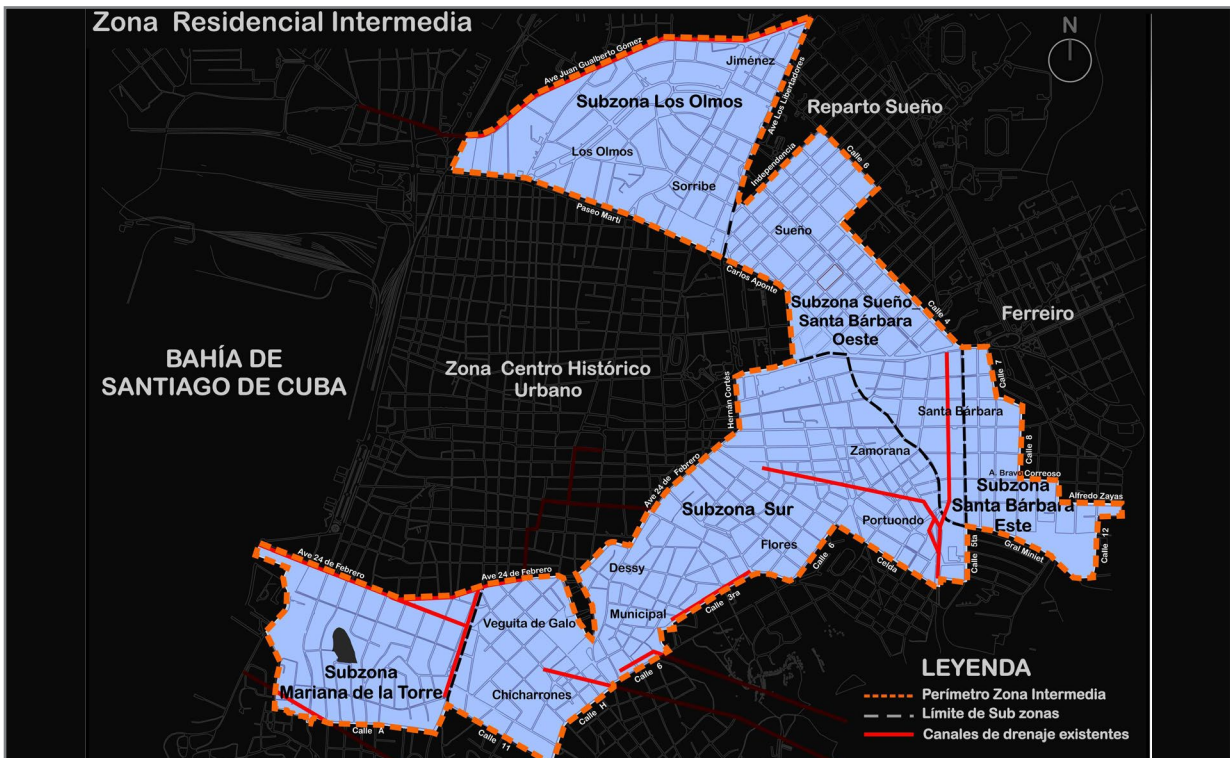 Zona Residencial Intermedia
N
Ave Juan Gualberto Gómez
Jiménez
Subzona Los Olmos
Ave Los Libertadores
Reparto Sueño
Los Olmos
Independencia
Calle 6
Sorribe
Paseo Martí
Sueño
Carlos Aponte
Subzona Sueño_
Santa Bárbara
Oeste
Calle 4
Ferreiro
BAHÍA DE
SANTIAGO DE CUBA
Zona Centro Histórico
Urbano
Hernán Cortés
Calle 7
Santa Bárbara
Calle 8
Zamorana
A. Bravo Correoso
Ave 24 de Febrero
Subzona
Santa Bárbara
Este
Alfredo Zayas
Subzona Sur
Portuondo
Flores
Calle 6
Celda
Calle 5ta
Gral Miniet
Calle 12
Ave 24 de Febrero
Ave 24 de Febrero
Dessy
Municipal
Calle 3ra
Veguita de Galo
Subzona
Mariana de la Torre
Chicharrones
Calle 6
Calle H
Calle A
Calle 11
LEYENDA
Perímetro Zona Intermedia
Límite de Sub zonas
Canales de drenaje existentes